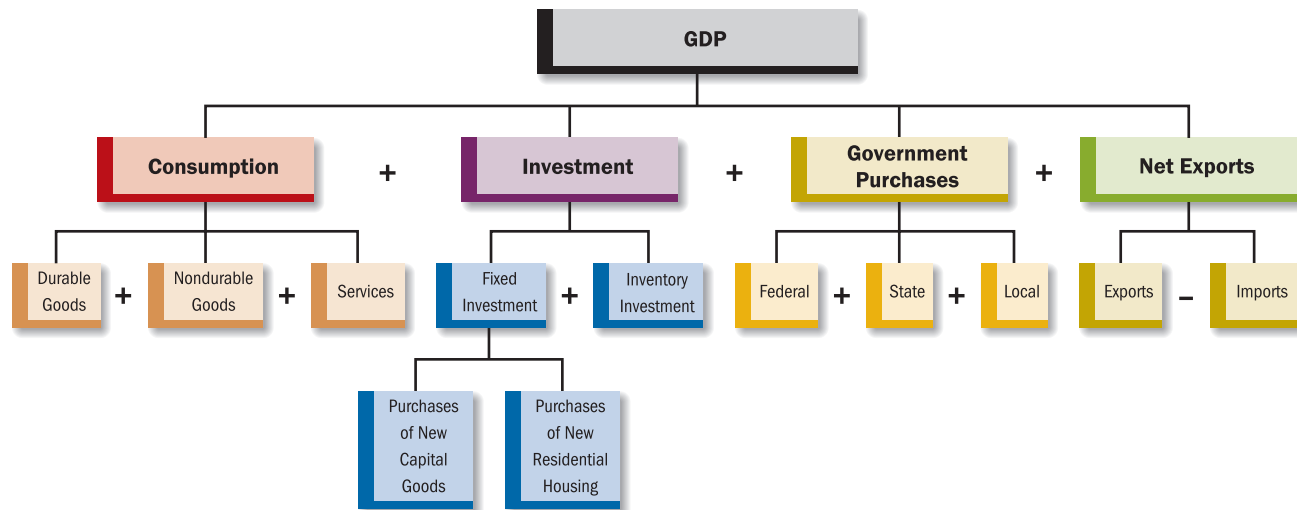 GDP
Consumption
+
Investment
+
Government
Purchases
+
Net Exports
Durable
Goods
+
Nondurable
Goods
+
Services
Fixed
Investment
+
Inventory
Investment
Federal
+
State
+
Local
Exports
–
Imports
Purchases
of New
Capital
Goods
Purchases
of New
Residential
Housing